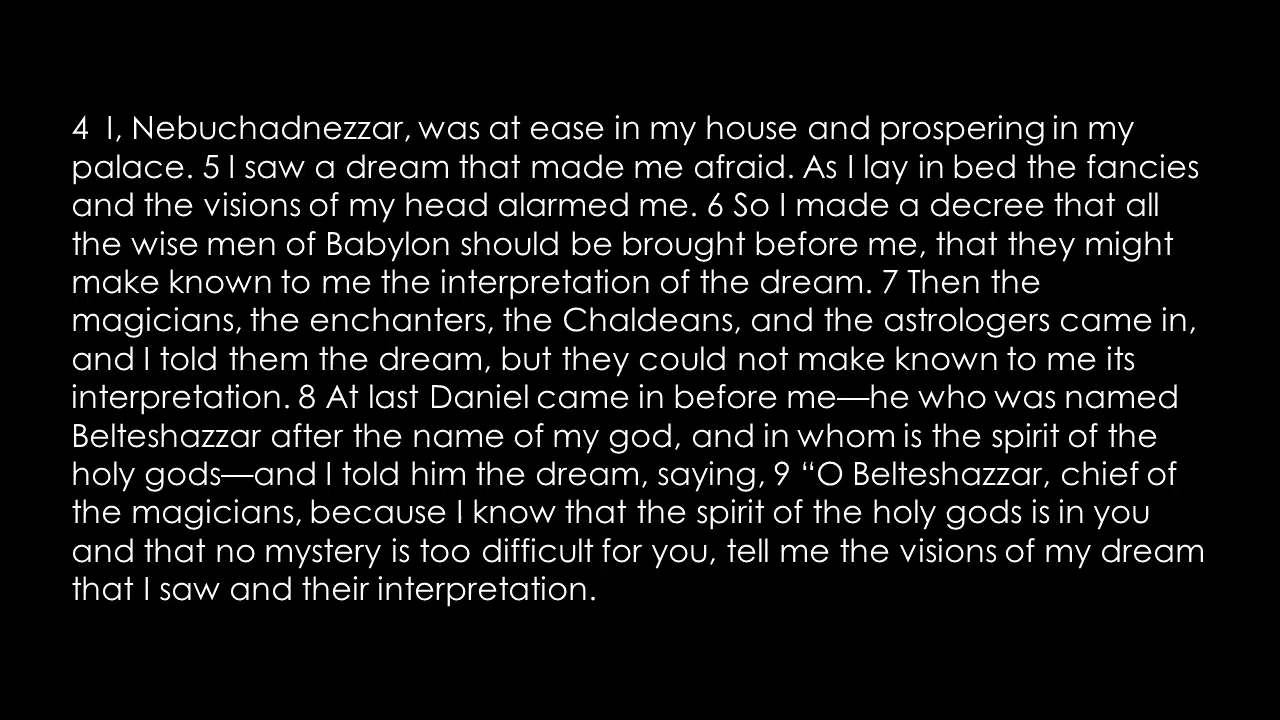 4 I, Nebuchadnezzar, was at ease in my house and prospering in my
palace. 5 I saw a dream that made me afraid. As I lay in bed the fancies
and the visions of my head alarmed me. 6 So I made a decree that all
the wise men of Babylon should be brought before me, that they might
make known to me the interpretation of the dream. 7 Then the
magicians, the enchanters, the Chaldeans, and the astrologers came in,
and I told them the dream, but they could not make known to me its
interpretation. 8 At last Daniel came in before me—he who was named
Belteshazzar after the name of my god, and in whom is the spirit of the
holy gods—and I told him the dream, saying, 9 “O Belteshazzar, chief of
the magicians, because I know that the spirit of the holy gods is in you
and that no mystery is too difficult for you, tell me the visions of my dream
that I saw and their interpretation.